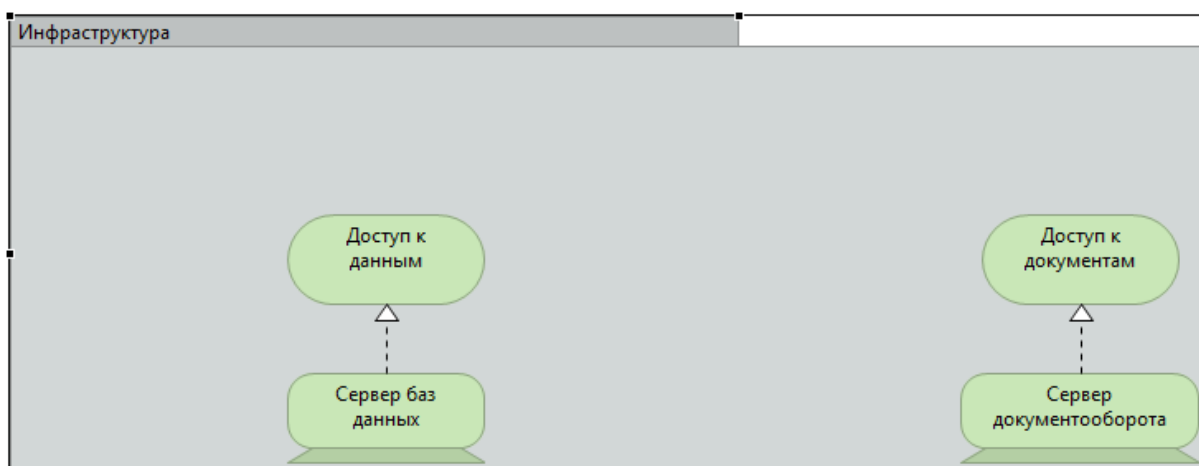 Инфраструктура
Доступ к
данным
Доступ к
документам
Сервер баз
данных
Сервер
документооборота